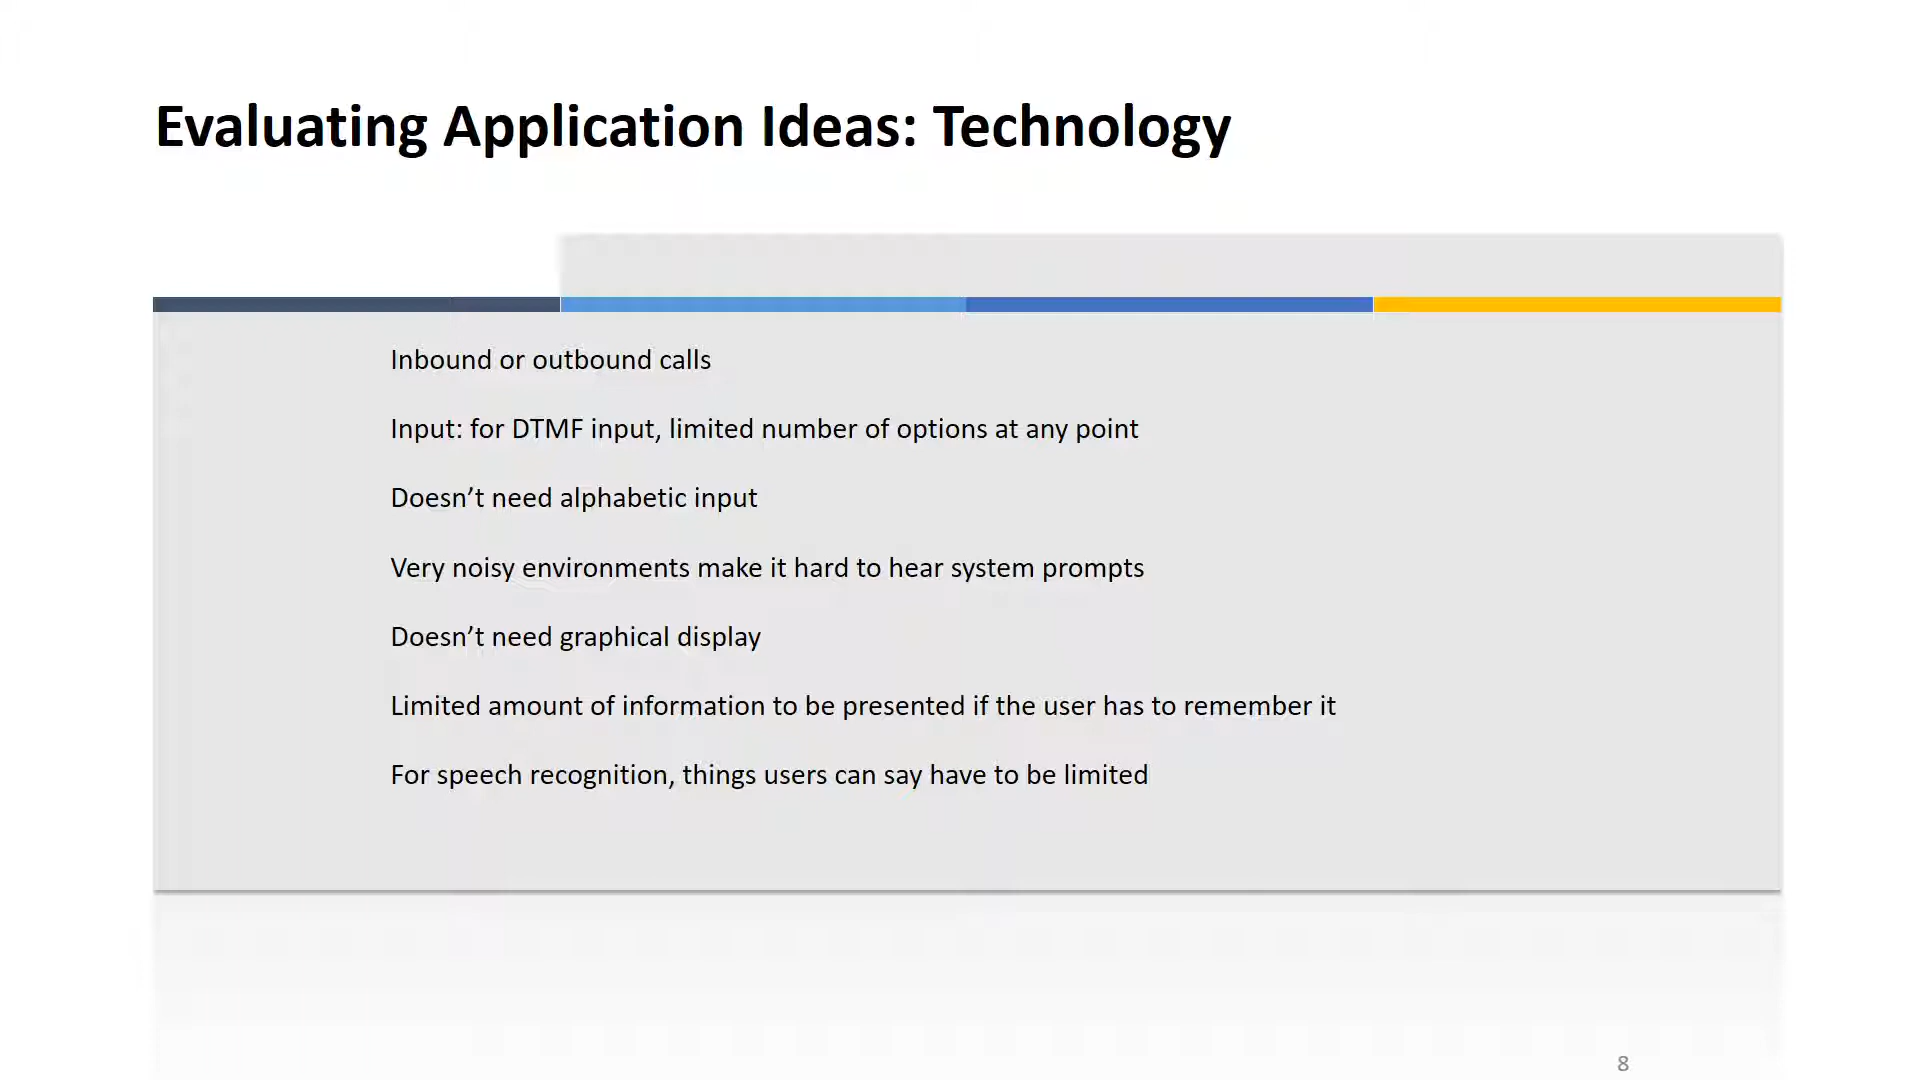 Evaluating Application Ideas: Technology
Inbound or outbound calls
Input: for DTMF input, limited number of options at any point
Doesn’t need alphabetic input
Very noisy environments make it hard to hear system prompts
Doesn’t need graphical display
Limited amount of information to be presented if the user has to remember it
For speech recognition, things users can say have to be limited
8